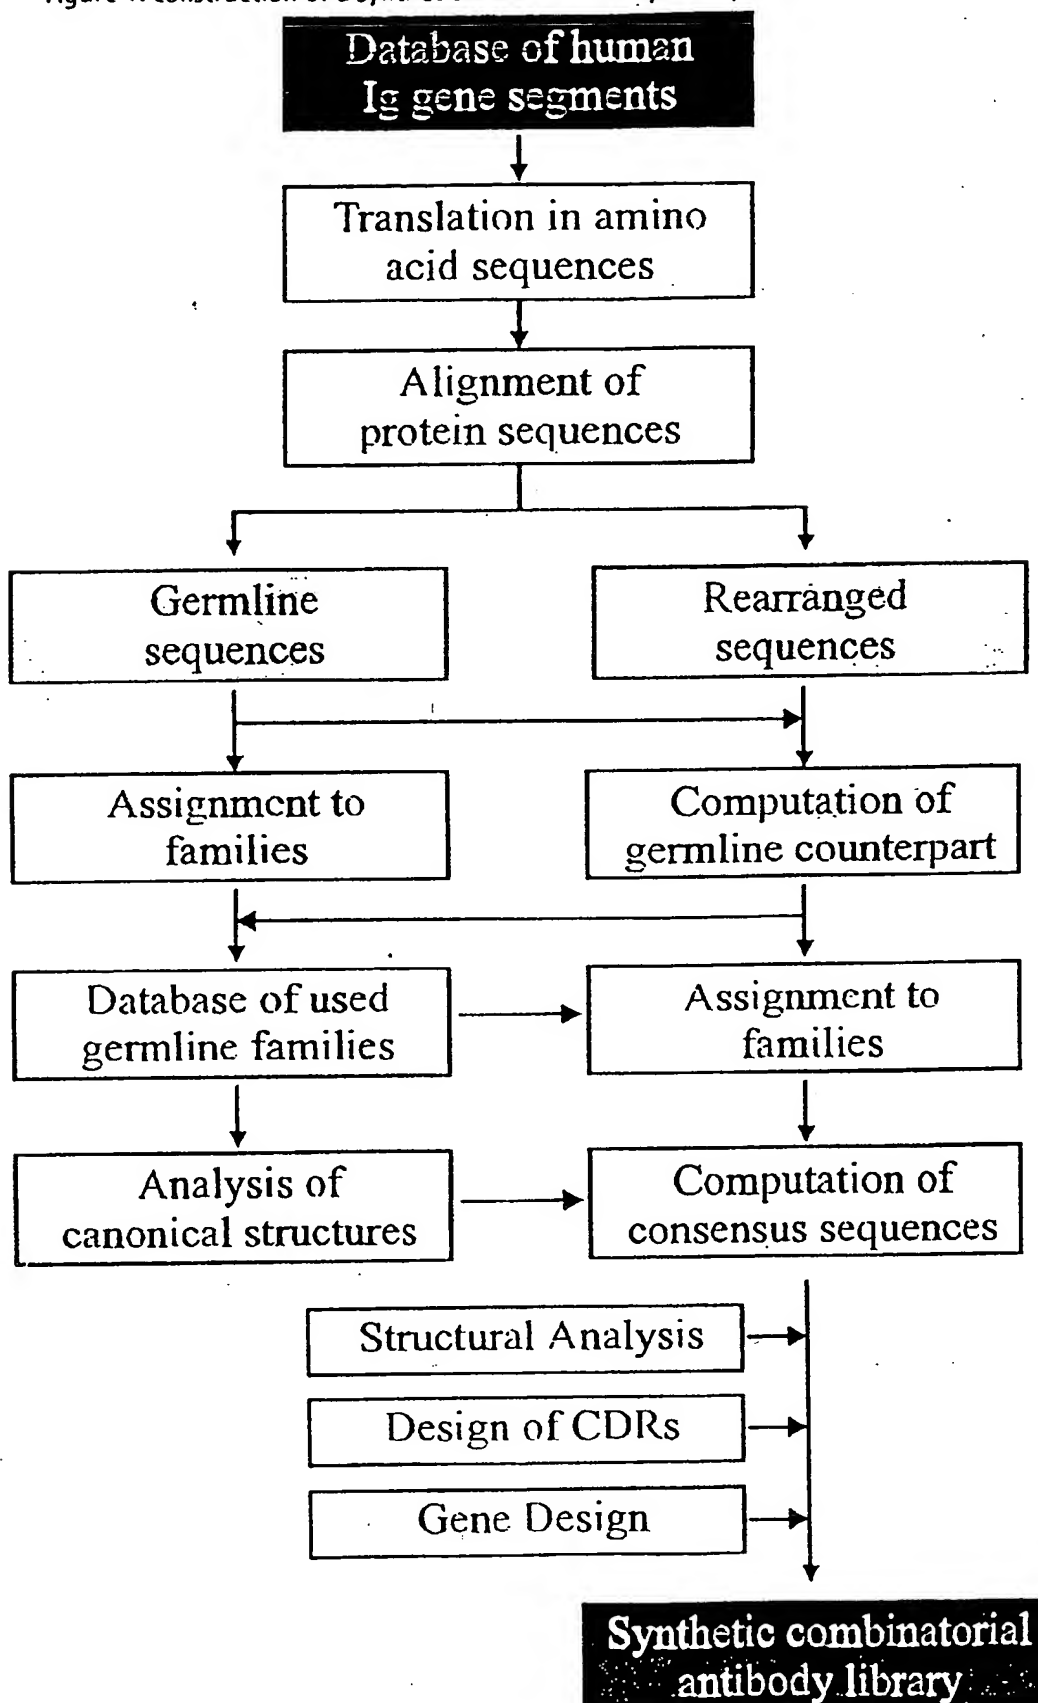 Database of human
Ig gene segments
Translation in amino
acid sequences
Alignment of
protein sequences
Germline
sequences
Rearranged
sequences
Assignment to
families
Computation of
germline counterpart
Database of used
germline families
Assignment to
families
Analysis of
canonical structures
Computation of
consensus sequences
Structural Analysis
Design of CDRs
Gene Design
Synthetic combinatorial
antibody library